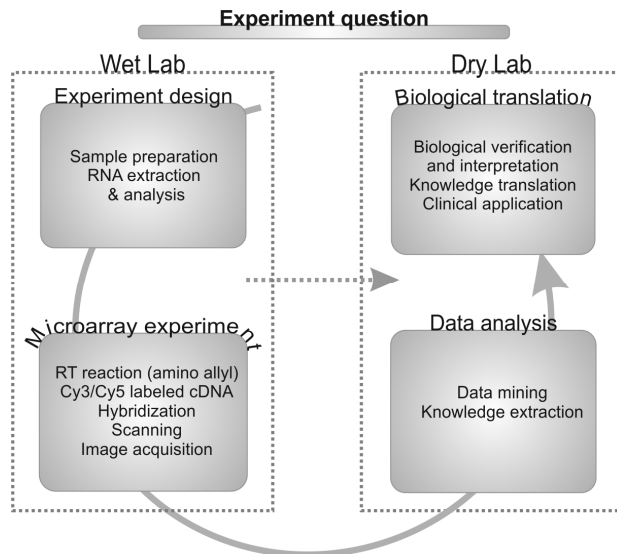 Experiment question
Wet Lab
Experiment design
Sample preparation
RNA extraction
& analysis
Microarray experiment
RT reaction (amino allyl)
Cy3/Cy5 labeled cDNA
Hybridization
Scanning
Image acquisition
Dry Lab
Biological translation
Biological verification
and interpretation
Knowledge translation
Clinical application
Data analysis
Data mining
Knowledge extraction